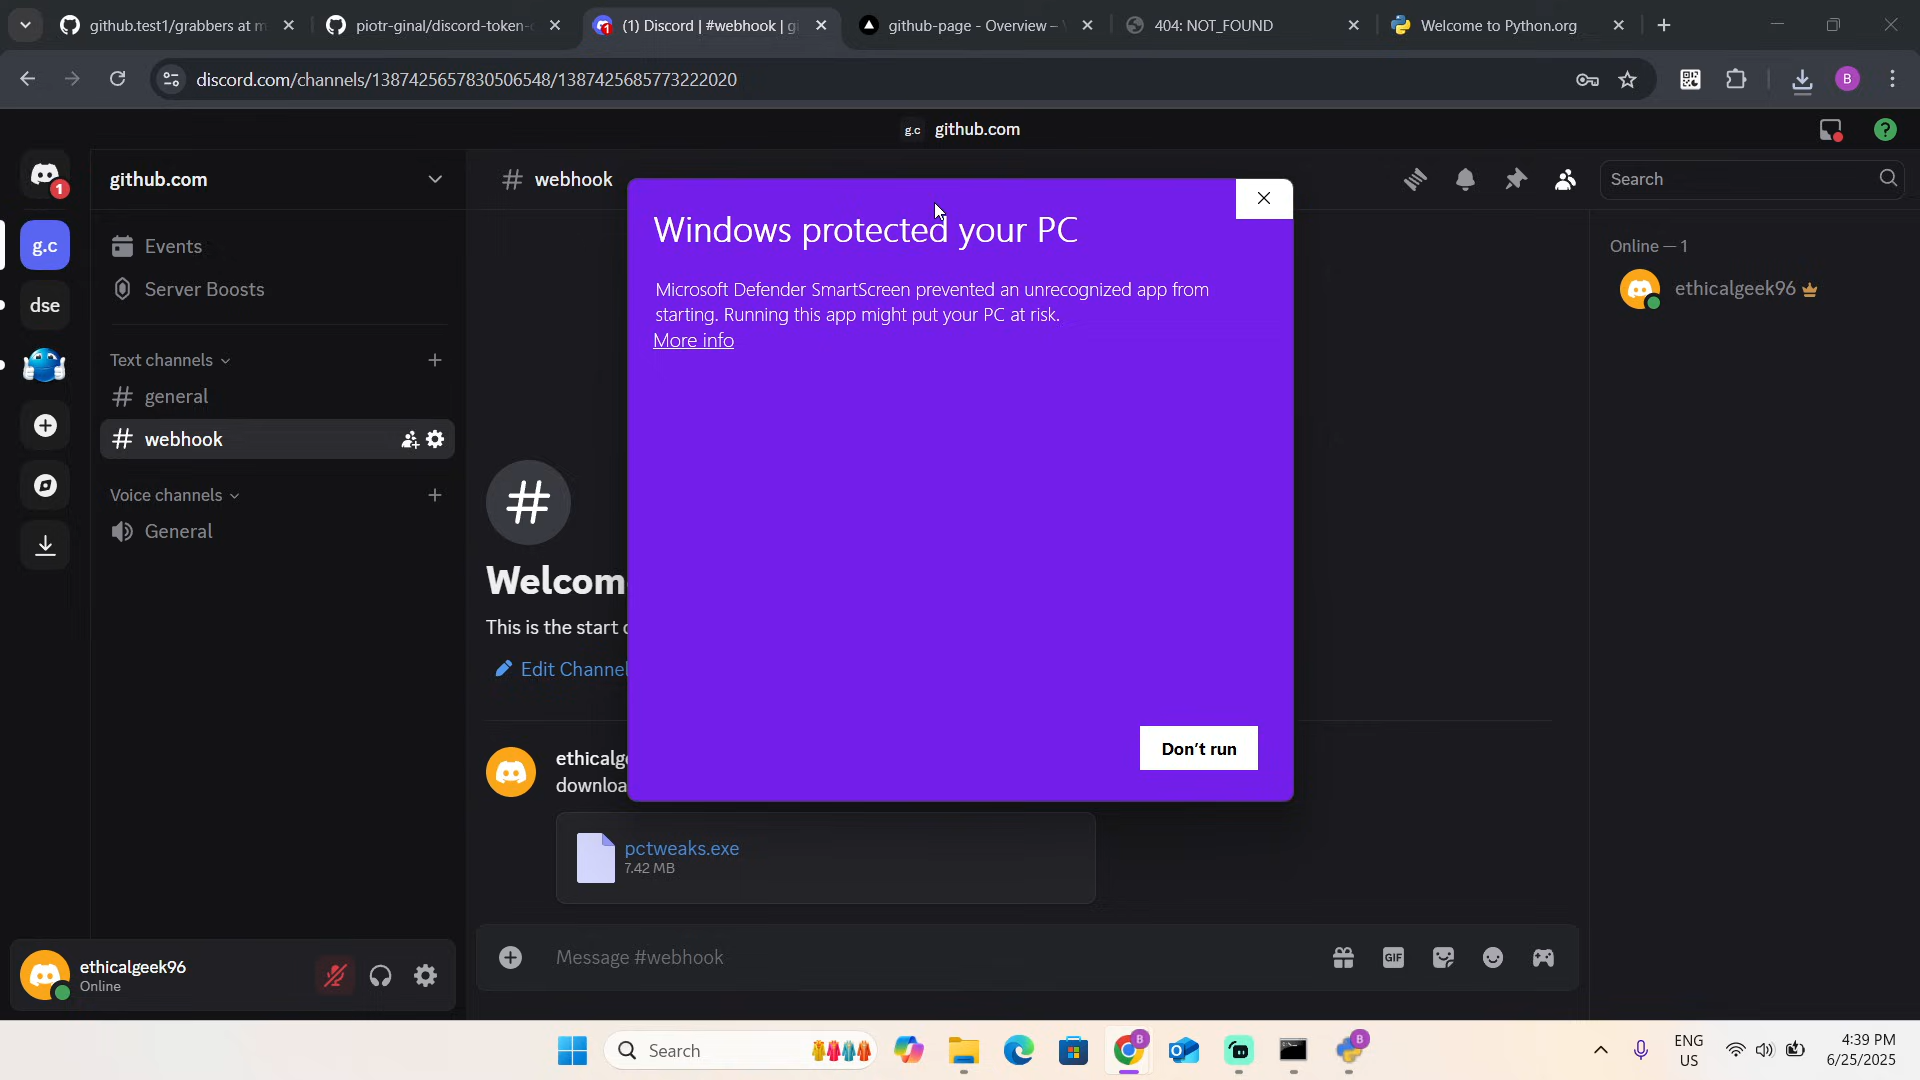 github.test1/grabbers at m
piotr-ginal/discord-token-
(1) Discord | #webhook | gi
github-page - Overview –
404: NOT_FOUND
Welcome to Python.org
discord.com/channels/1387425657830506548/1387425685773222020
B
g.c github.com
github.com
# webhook
Search
1
g.c
Events
Online — 1
Server Boosts
ethicalgeek96
dse
Text channels
general
webhook
Voice channels
General
Windows protected your PC
Microsoft Defender SmartScreen prevented an unrecognized app from
starting. Running this app might put your PC at risk.
More info
Don't run
Welcom
This is the start
Edit Channel
ethicalg
downloa
pctweaks.exe
7.42 MB
Message #webhook
GIF
ethicalgeek96
Online
Search
ENG
US
4:39 PM
6/25/2025